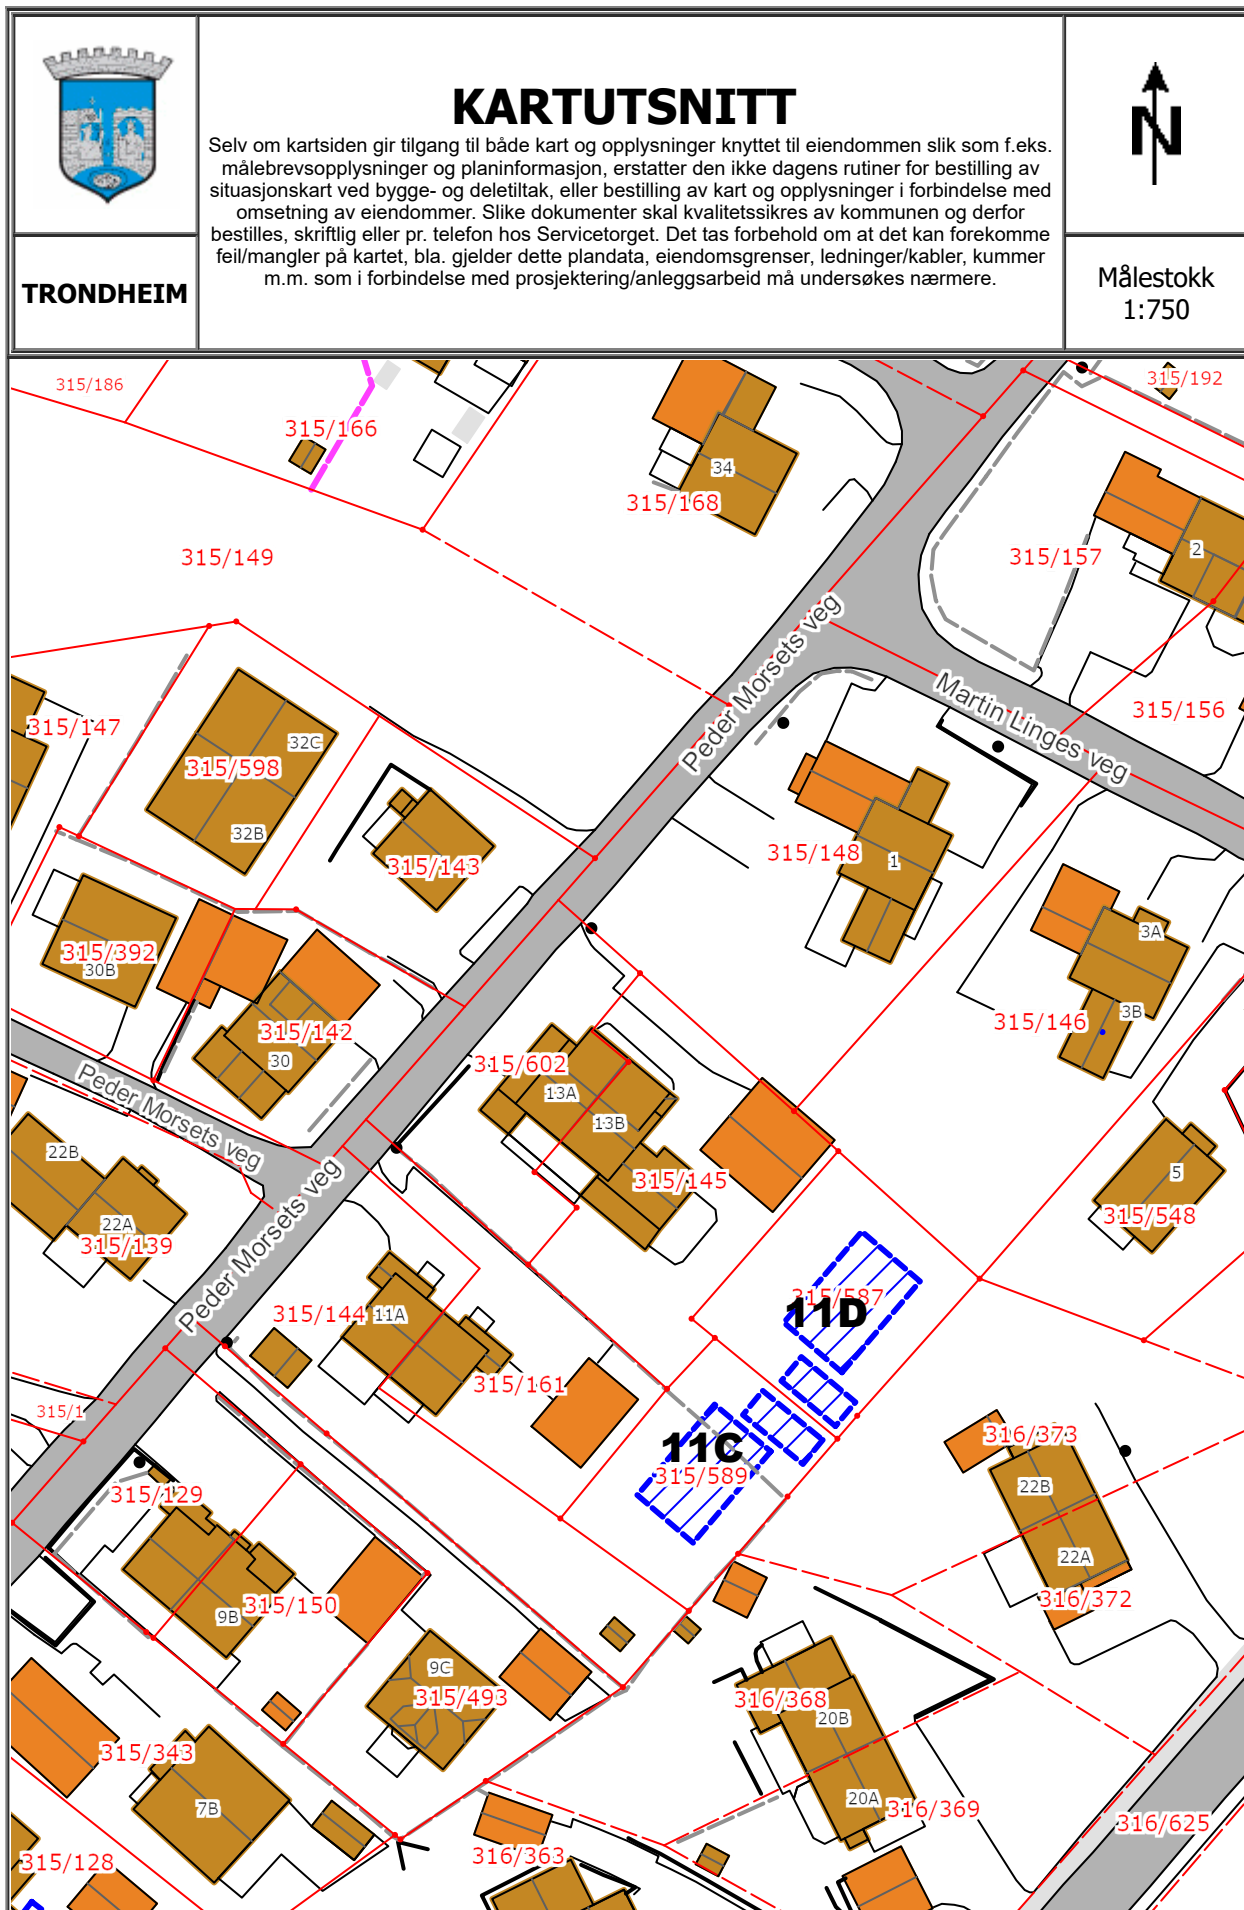 KARTUTSNITT
Selv om kartsiden gir tilgang til både kart og opplysninger knyttet til eiendommen slik som f.eks.
målebrevsopplysninger og planinformasjon, erstatter den ikke dagens rutiner for bestilling av
situasjonskart ved bygge- og deletiltak, eller bestilling av kart og opplysninger i forbindelse med
omsetning av eiendommer. Slike dokumenter skal kvalitetssikres av kommunen og derfor
bestilles, skriftlig eller pr. telefon hos Servicetorget. Det tas forbehold om at det kan forekomme
feil/mangler på kartet, bla. gjelder dette plandata, eiendomsgrenser, ledninger/kabler, kummer
m.m. som i forbindelse med prosjektering/anleggsarbeid må undersøkes nærmere.
N
TRONDHEIM
Målestokk
1:750
315/186
315/192
315/166
34
315/168
315/149
315/157
2
Peder Morsets veg
Martin Linges veg
315/156
315/147
32C
315/598
32B
315/143
315/148
1
3A
315/392
30B
315/142
30
315/146
3B
315/602
13A
13B
Peder Morsets veg
22B
315/145
5
315/548
22A
315/139
Peder Morsets veg
315/144
11A
315/587
11D
315/161
315/1
11C
315/589
316/373
22B
315/129
22A
316/372
9B
315/150
9C
315/493
316/368
20B
315/343
7B
20A
316/369
316/625
315/128
316/363